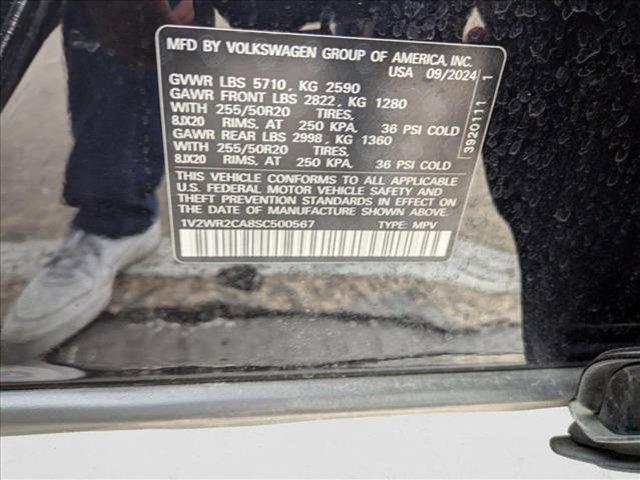 MFD BY VOLKSWAGEN GROUP OF AMERICA, INC.
USA 09/2024
GVWR LBS 5710, KG 2590
GAWR FRONT LBS 2822, KG 1280
WITH 255/50R20 TIRES,
8JX20 RIMS, AT 250 KPA, 36 PSI COLD
GAWR REAR LBS 2998, KG 1360
WITH 255/50R20 TIRES,
8JX20 RIMS, AT 250 KPA, 36 PSI COLD
THIS VEHICLE CONFORMS TO ALL APPLICABLE
U.S. FEDERAL MOTOR VEHICLE SAFETY AND
THEFT PREVENTION STANDARDS IN EFFECT ON
THE DATE OF MANUFACTURE SHOWN ABOVE.
1V2WR2CA8SC500567 TYPE: MPV
3920111 1